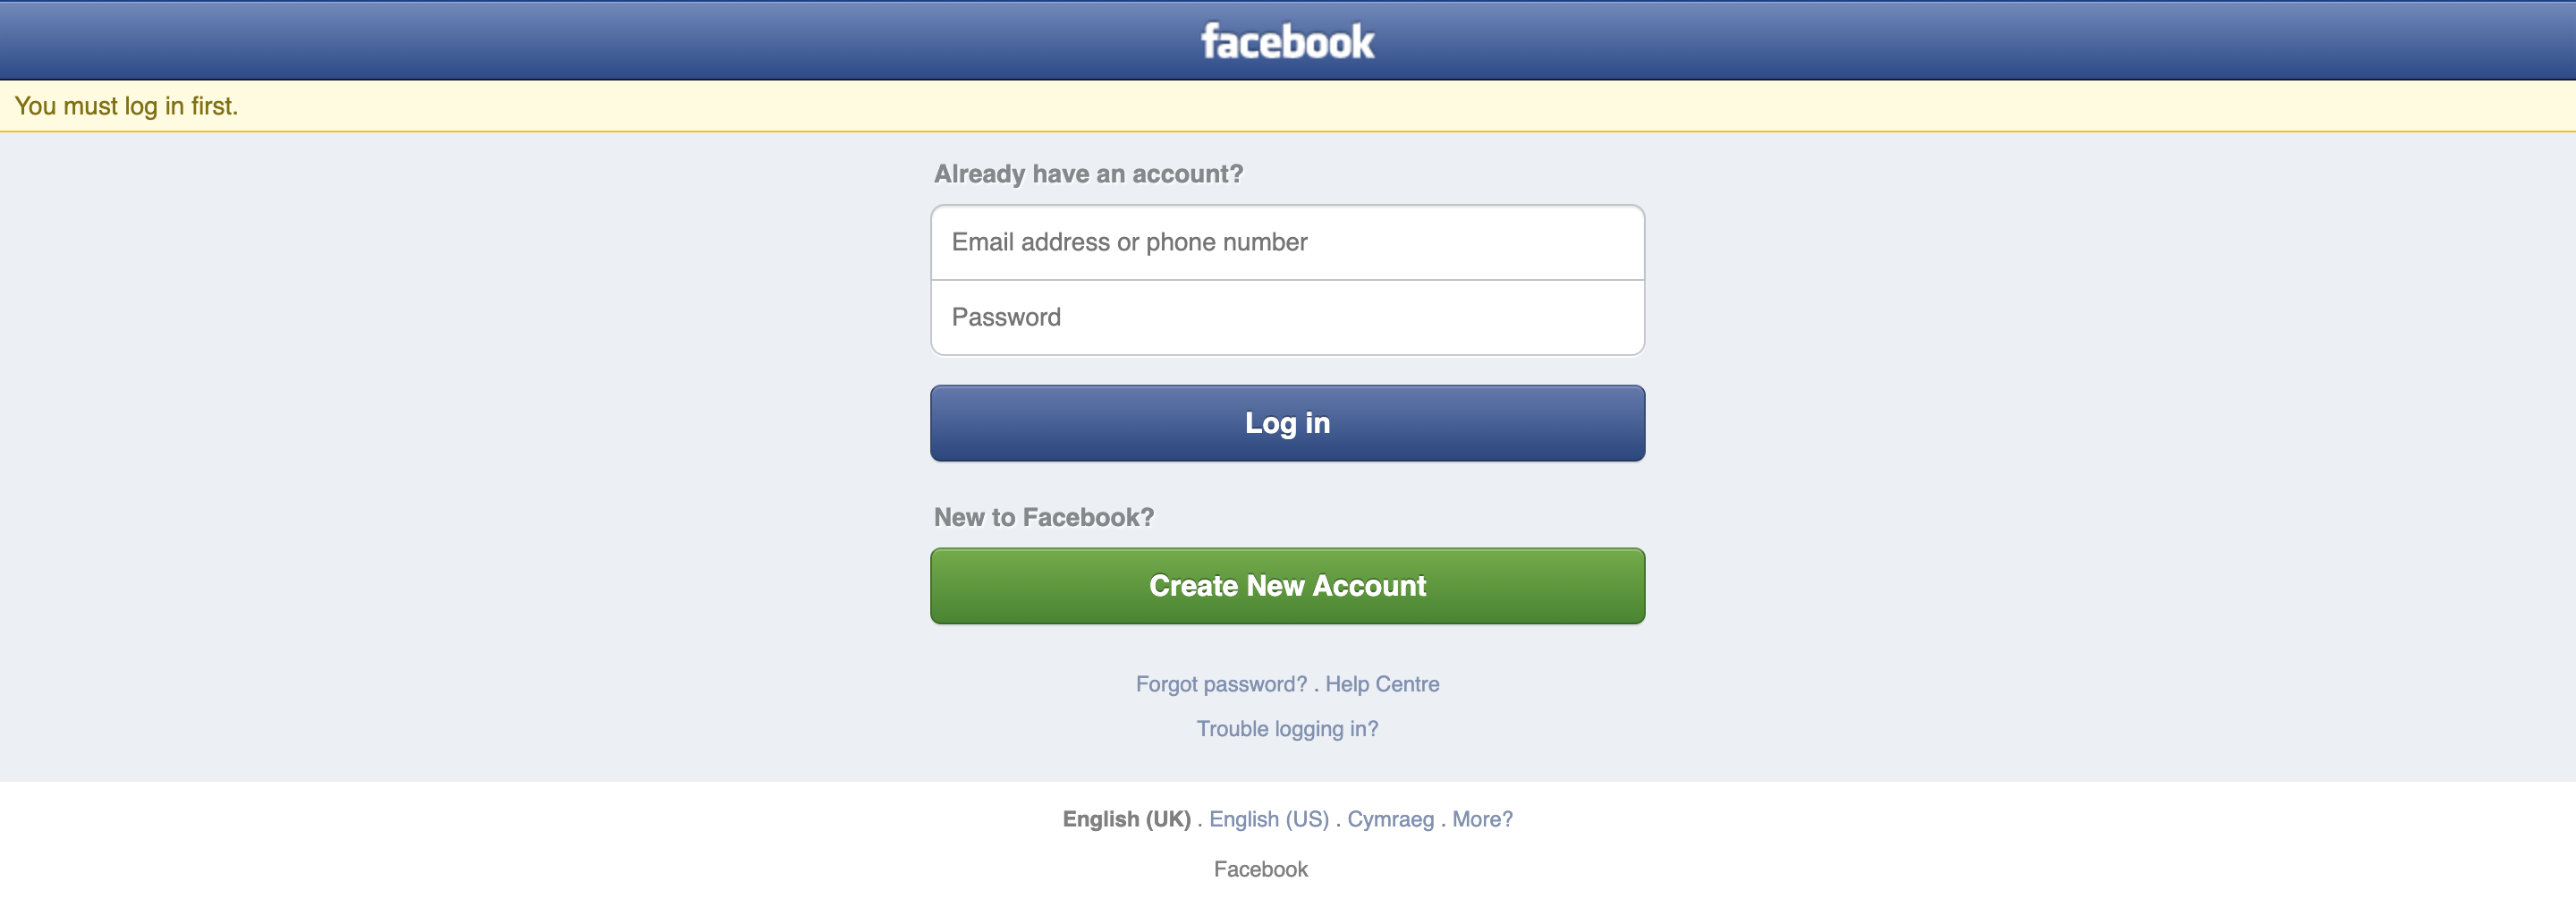 facebook
You must log in first.
Already have an account?
Email address or phone number
Password
Log in
New to Facebook?
Create New Account
Forgot password? . Help Centre
Trouble logging in?
English (UK) . English (US) . Cymraeg . More?
Facebook